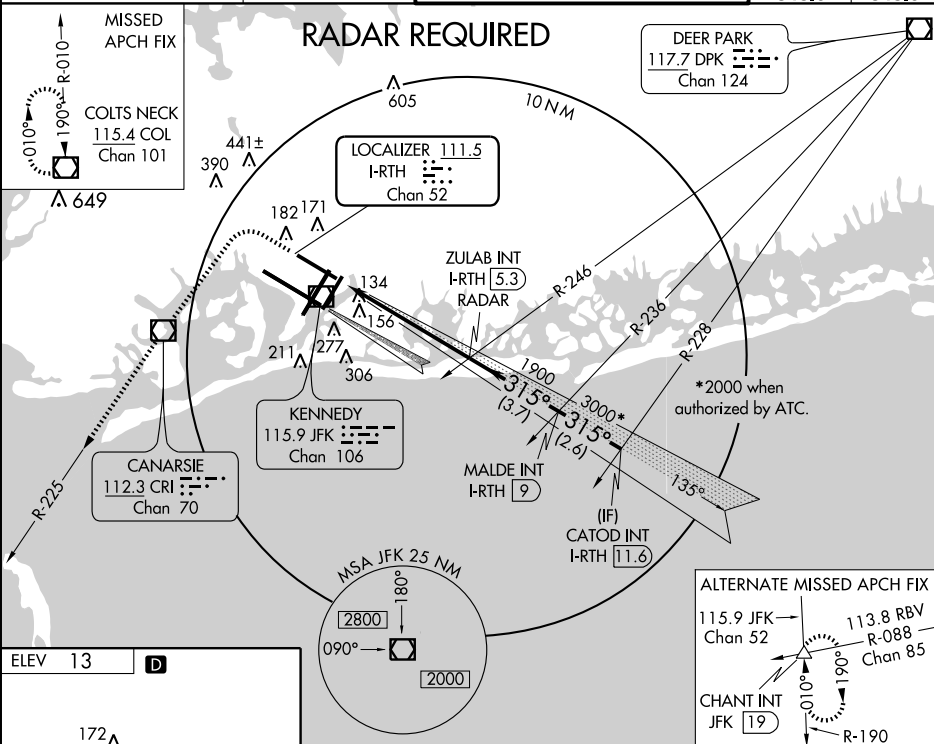 MISSED
APCH FIX
R-010
190°
010°
COLTS NECK
115.4 COL
Chan 101
649
RADAR REQUIRED
DEER PARK
117.7 DPK
Chan 124
605
10 NM
441±
390
LOCALIZER 111.5
I-RTH
Chan 52
182
171
134
156
277
306
211
ZULAB INT
I-RTH 5.3
RADAR
R-246
R-236
R-228
1900
3000*
*2000 when
authorized by ATC.
315°
(3.7)
315°
(2.6)
135°
KENNEDY
115.9 JFK
Chan 106
MALDE INT
I-RTH 9
(IF)
CATOD INT
I-RTH 11.6
CANARSIE
112.3 CRI
Chan 70
R-225
MSA JFK 25 NM
180°
2800
090°
2000
ALTERNATE MISSED APCH FIX
115.9 JFK
Chan 52
113.8 RBV
R-088
Chan 85
CHANT INT
JFK 19
010°
190°
R-190
ELEV 13
D
172